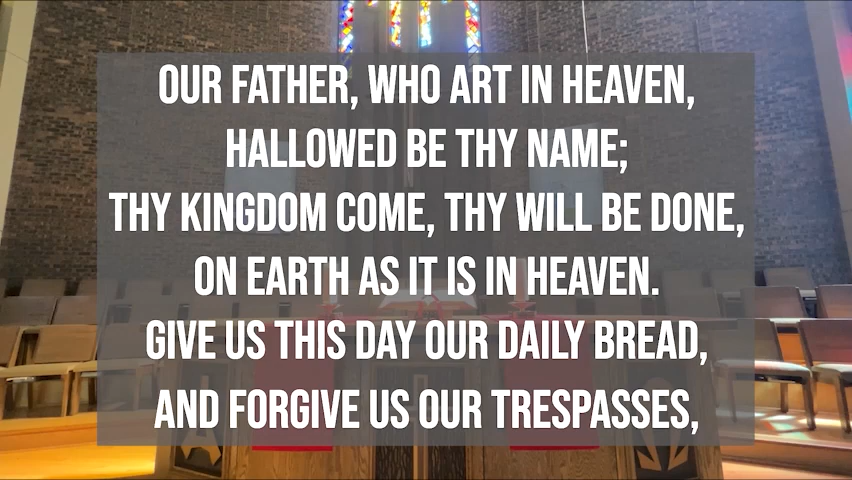 OUR FATHER, WHO ART IN HEAVEN,
HALLOWED BE THY NAME;
THY KINGDOM COME, THY WILL BE DONE,
ON EARTH AS IT IS IN HEAVEN.
GIVE US THIS DAY OUR DAILY BREAD,
AND FORGIVE US OUR TRESPASSES,